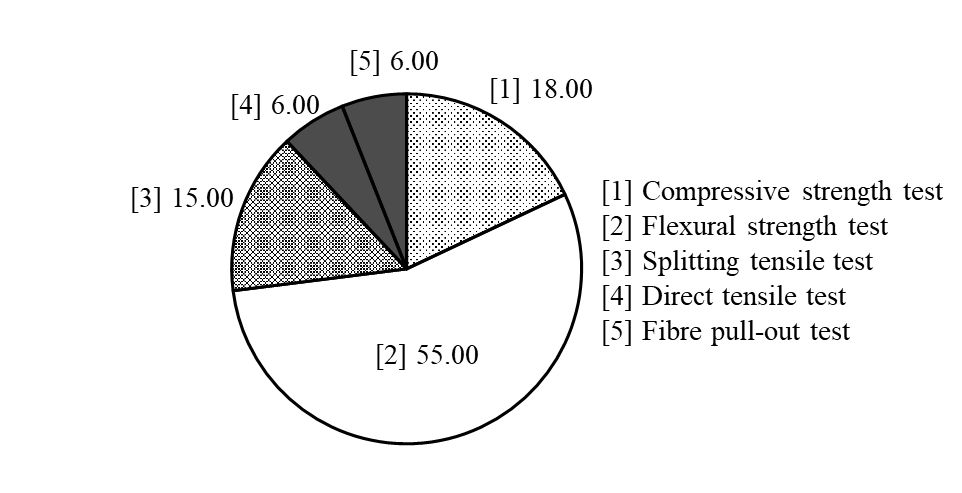 [5] 6.00
[1] 18.00
[4] 6.00
[3] 15.00
[2] 55.00
[1] Compressive strength test
[2] Flexural strength test
[3] Splitting tensile test
[4] Direct tensile test
[5] Fibre pull-out test